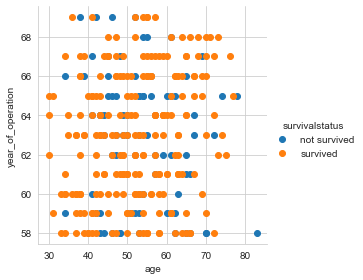 68
66
64
62
60
58
year_of_operation
30 40 50 60 70 80
age
survivalstatus
not survived
survived